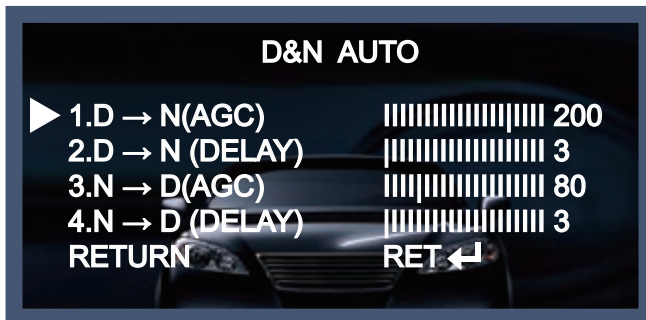 D&N AUTO
1.D → N(AGC) ||||||||||||||||||||| 200
2.D → N (DELAY) ||||||||||||||||||||| 3
3.N → D(AGC) ||||||||||||||||||||| 80
4.N → D (DELAY) ||||||||||||||||||||| 3
RETURN RET ↵